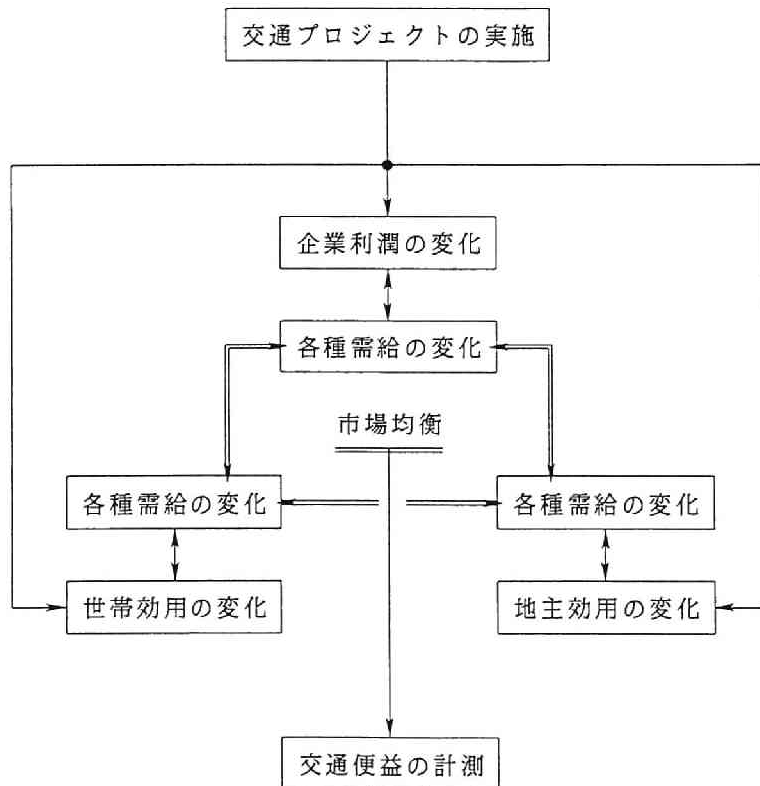 交通プロジェクトの実施
企業利潤の変化
各種需給の変化
市場均衡
各種需給の変化
各種需給の変化
世帯効用の変化
地主効用の変化
交通便益の計測